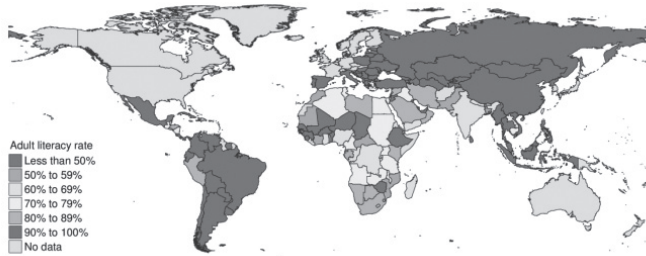 Adult literacy rate
Less than 50%
50% to 59%
60% to 69%
70% to 79%
80% to 89%
90% to 100%
No data